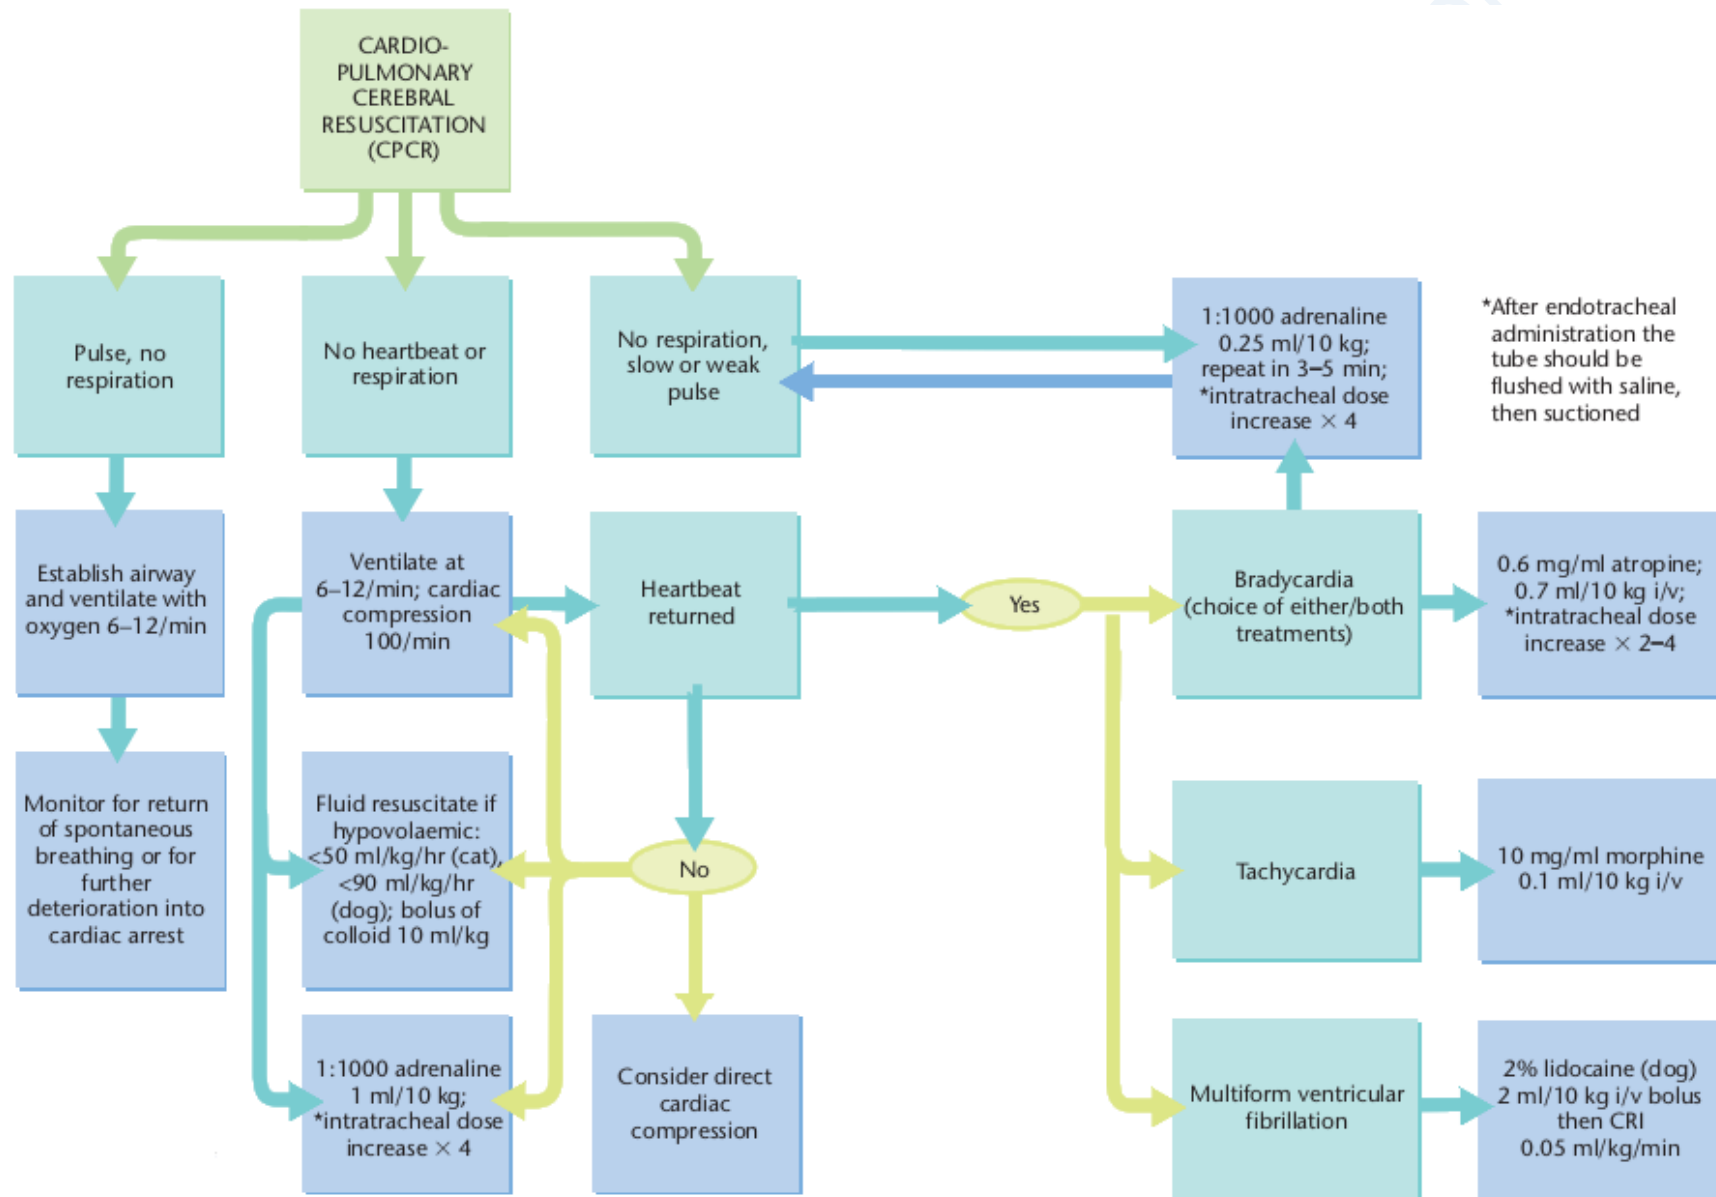 CARDIO-
PULMONARY
CEREBRAL
RESUSCITATION
(CPCR)
Pulse, no
respiration
No heartbeat or
respiration
No respiration,
slow or weak
pulse
1:1000 adrenaline
0.25 ml/10 kg;
repeat in 3–5 min;
*intratracheal dose
increase × 4
*After endotracheal
administration the
tube should be
flushed with saline,
then suctioned
Establish airway
and ventilate with
oxygen 6–12/min
Ventilate at
6–12/min; cardiac
compression
100/min
Heartbeat
returned
Yes
Bradycardia
(choice of either/both
treatments)
0.6 mg/ml atropine;
0.7 ml/10 kg i/v;
*intratracheal dose
increase × 2–4
Monitor for return
of spontaneous
breathing or for
further
deterioration into
cardiac arrest
Fluid resuscitate if
hypovolaemic:
<50 ml/kg/hr (cat),
<90 ml/kg/hr
(dog); bolus of
colloid 10 ml/kg
No
Tachycardia
10 mg/ml morphine
0.1 ml/10 kg i/v
1:1000 adrenaline
1 ml/10 kg;
*intratracheal dose
increase × 4
Consider direct
cardiac
compression
Multiform ventricular
fibrillation
2% lidocaine (dog)
2 ml/10 kg i/v bolus
then CRI
0.05 ml/kg/min